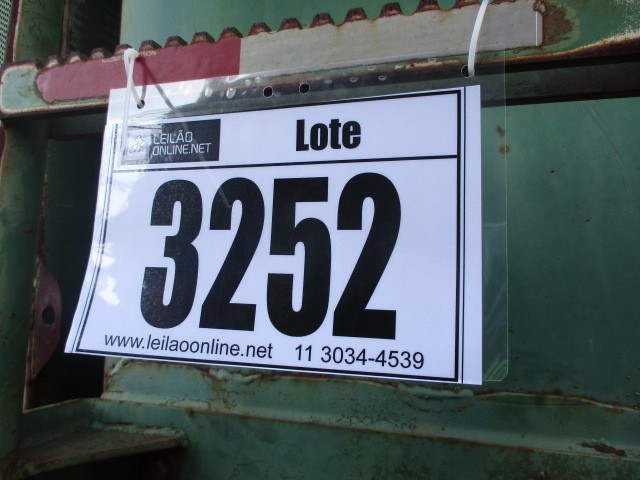 LEILÃO
ONLINE.NET
Lote
3252
www.leilaoonline.net 11 3034-4539